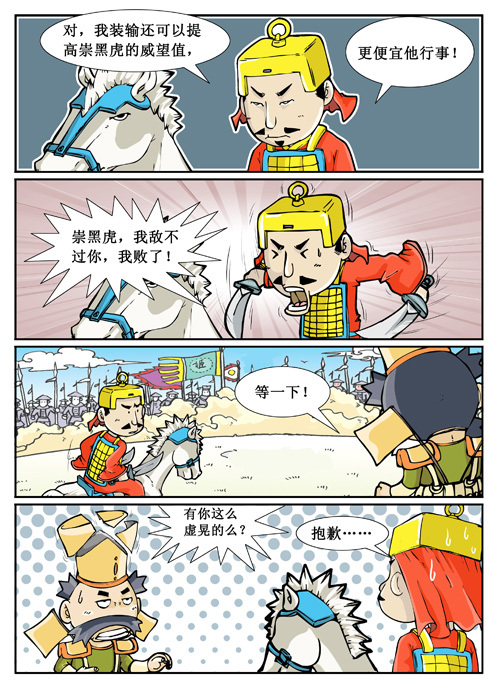 对，我装输还可以提
高崇黑虎的威望值，
更便宜他行事！
崇黑虎，我敌不
过你，我败了！
等一下！
有你这么
虚晃的么？
抱歉……